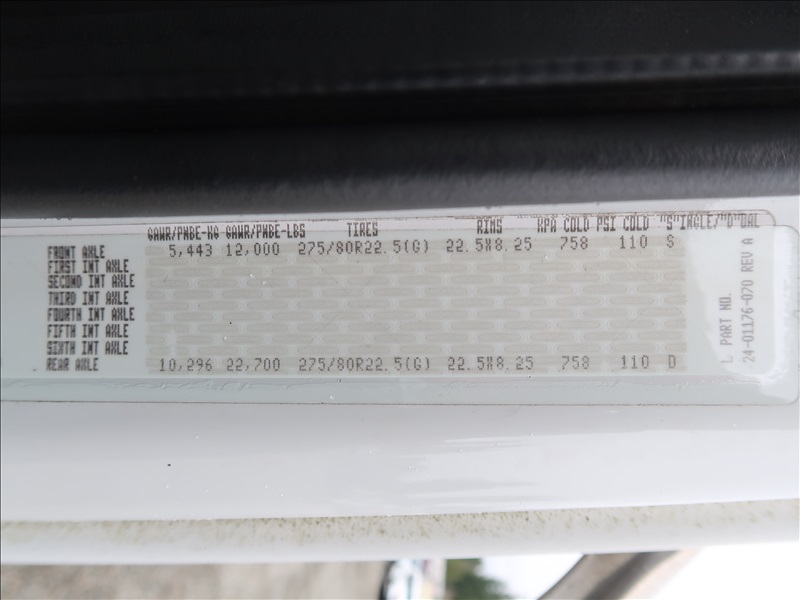 GAWR/PNBE-KG GAWR/PNBE-LBS TIRES RIMS KPA COLD PSI COLD "S"INGLE/"D"UAL
FRONT AXLE 5,443 12,000 275/80R22.5(G) 22.5X8.25 758 110 S
FIRST INT AXLE
SECOND INT AXLE
THIRD INT AXLE
FOURTH INT AXLE
FIFTH INT AXLE
SIXTH INT AXLE
REAR AXLE 10,296 22,700 275/80R22.5(G) 22.5X8.25 758 110 D
L PART NO.
24-01176-070 REV A